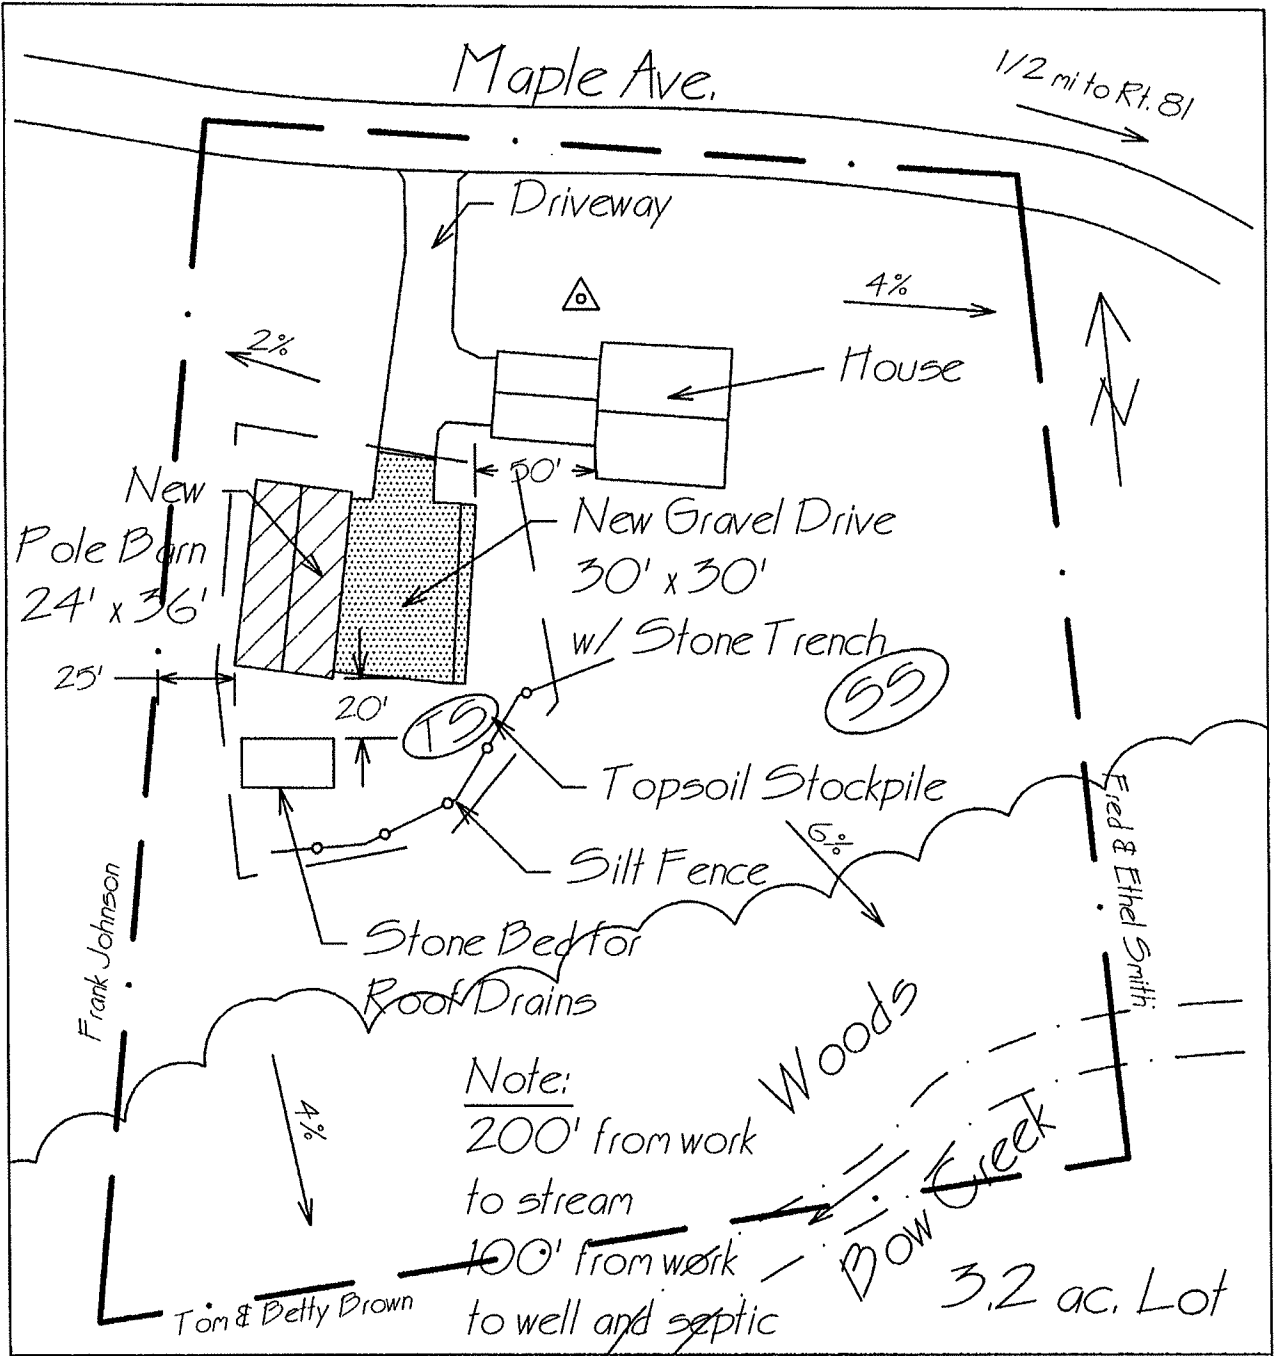 Maple Ave.
1/2 mi to Rt. 81
Driveway
4%
2%
House
N
50'
New
Pole Barn
24' x 36'
New Gravel Drive
30' x 30'
w/ Stone Trench
25'
20'
TS
SS
Topsoil Stockpile
6%
Silt Fence
Fred & Ethel Smith
Frank Johnson
Stone Bed for
Roof Drains
Woods
4%
Note:
200' from work
to stream
100' from work
to well and septic
Bow Creek
Tom & Betty Brown
3.2 ac. Lot